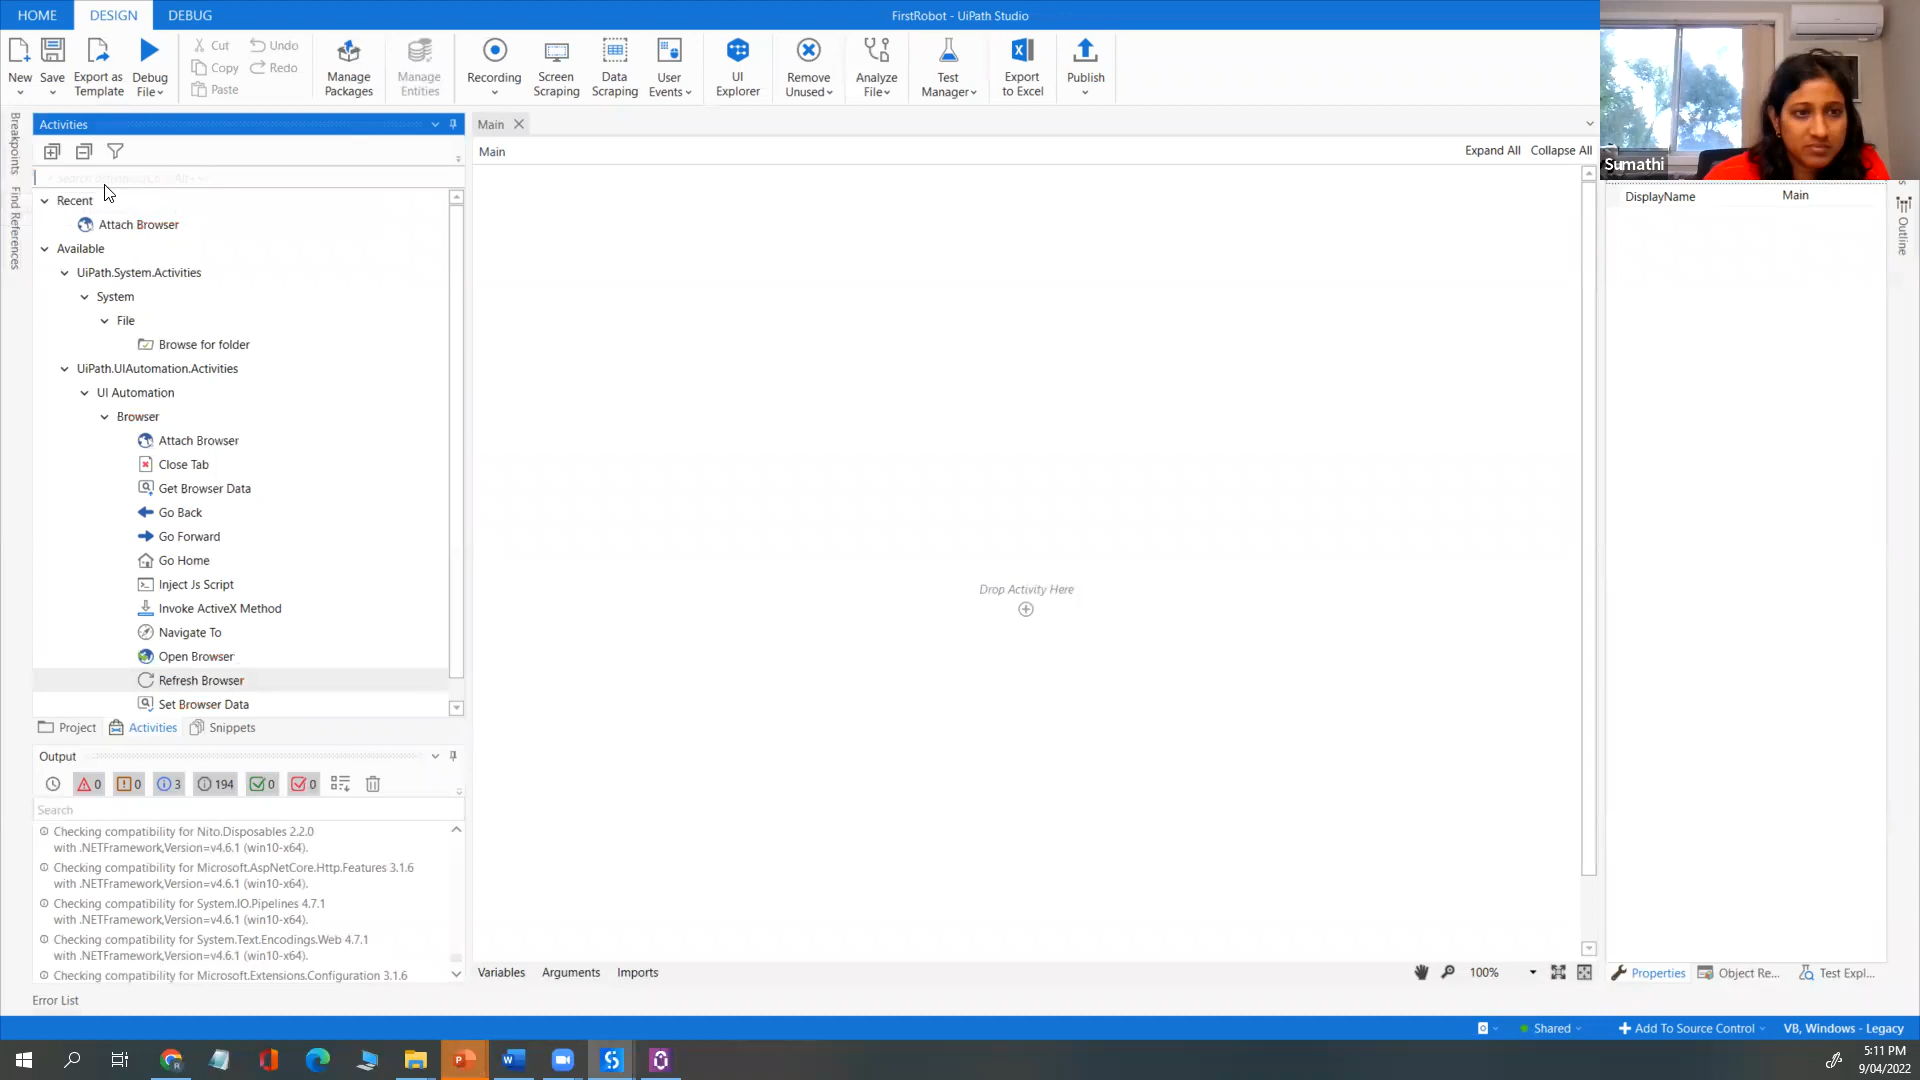 HOME DESIGN DEBUG FirstRobot - UiPath Studio
New Save Export as Template Debug File Cut Copy Paste Undo Redo Manage Packages Manage Entities Recording Screen Scraping Data Scraping User Events UI Explorer Remove Unused Analyze File Test Manager Export to Excel Publish
Sumathi
Breakpoints
Find References
Activities
Recent
Attach Browser
Available
UiPath.System.Activities
System
File
Browse for folder
UiPath.UIAutomation.Activities
UI Automation
Browser
Attach Browser
Close Tab
Get Browser Data
Go Back
Go Forward
Go Home
Inject Js Script
Invoke ActiveX Method
Navigate To
Open Browser
Refresh Browser
Set Browser Data
Project Activities Snippets
Main
Main Expand All Collapse All
Drop Activity Here
DisplayName Main
Outline
Output
0 0 3 194 0 0
Search
Checking compatibility for Nito.Disposables 2.2.0
with .NETFramework,Version=v4.6.1 (win10-x64).
Checking compatibility for Microsoft.AspNetCore.Http.Features 3.1.6
with .NETFramework,Version=v4.6.1 (win10-x64).
Checking compatibility for System.IO.Pipelines 4.7.1
with .NETFramework,Version=v4.6.1 (win10-x64).
Checking compatibility for System.Text.Encodings.Web 4.7.1
with .NETFramework,Version=v4.6.1 (win10-x64).
Checking compatibility for Microsoft.Extensions.Configuration 3.1.6
Variables Arguments Imports 100%
Properties Object Re... Test Expl...
Error List
Shared Add To Source Control VB, Windows - Legacy
5:11 PM
9/04/2022